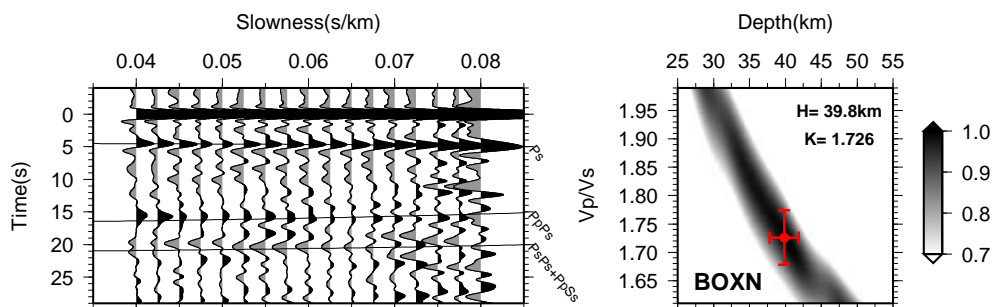 Slowness(s/km)
0.04 0.05 0.06 0.07 0.08
Time(s)
0
5
10
15
20
25
Ps
PpPs
PsPs+PpSs
Depth(km)
25 30 35 40 45 50 55
Vp/Vs
1.95
1.90
1.85
1.80
1.75
1.70
1.65
H= 39.8km
K= 1.726
BOXN
1.0
0.9
0.8
0.7